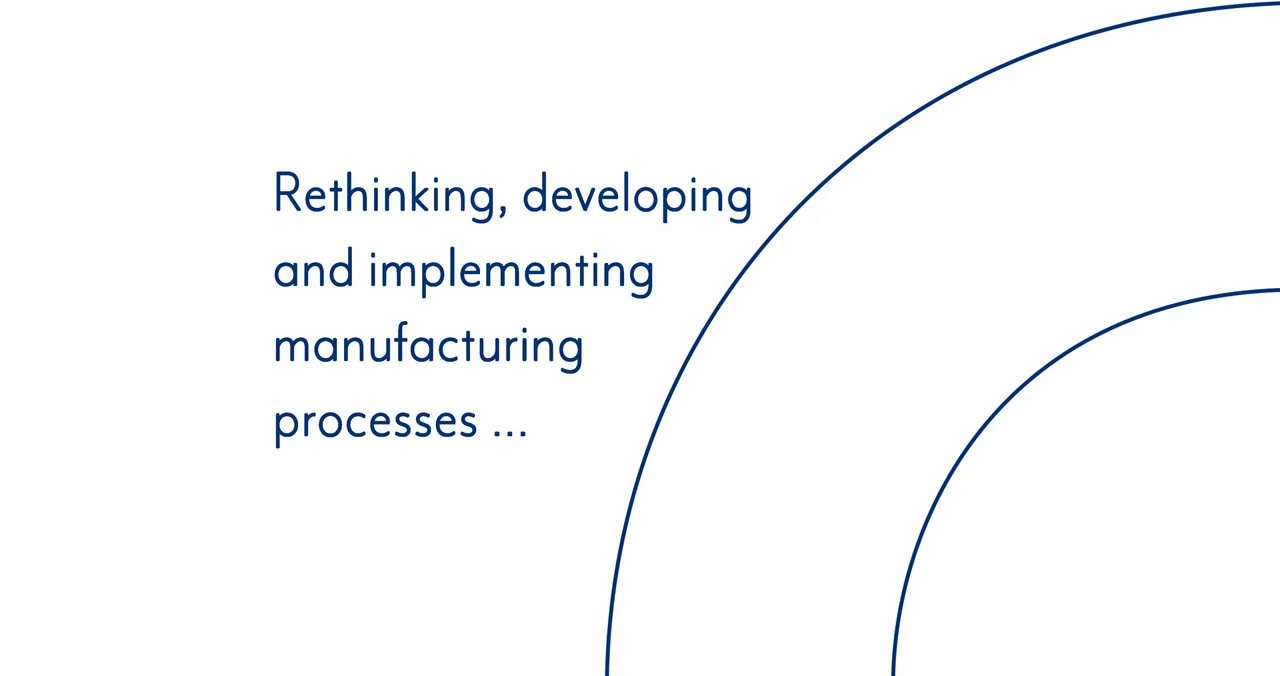 Rethinking, developing
and implementing
manufacturing
processes ...